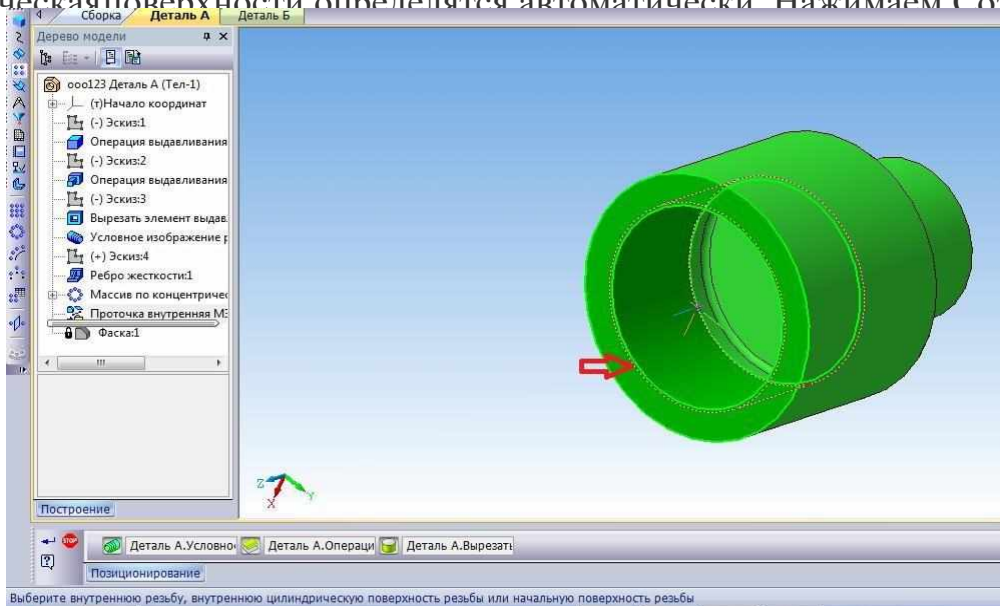 ческаяповерхности определятся автоматически. Нажимаем Соз
Сборка Деталь А Деталь Б
Дерево модели
ооо123 Деталь А (Тел-1)
(т)Начало координат
(-) Эскиз:1
Операция выдавливания
(-) Эскиз:2
Операция выдавливания
(-) Эскиз:3
Вырезать элемент выдав.
Условное изображение р
(+) Эскиз:4
Ребро жесткости:1
Массив по концентричес
Проточка внутренняя М3
Фаска:1
Построение
Z
X
Y
STOP
Деталь А.Условно Деталь А.Операци Деталь А.Вырезать
Позиционирование
Выберите внутреннюю резьбу, внутреннюю цилиндрическую поверхность резьбы или начальную поверхность резьбы